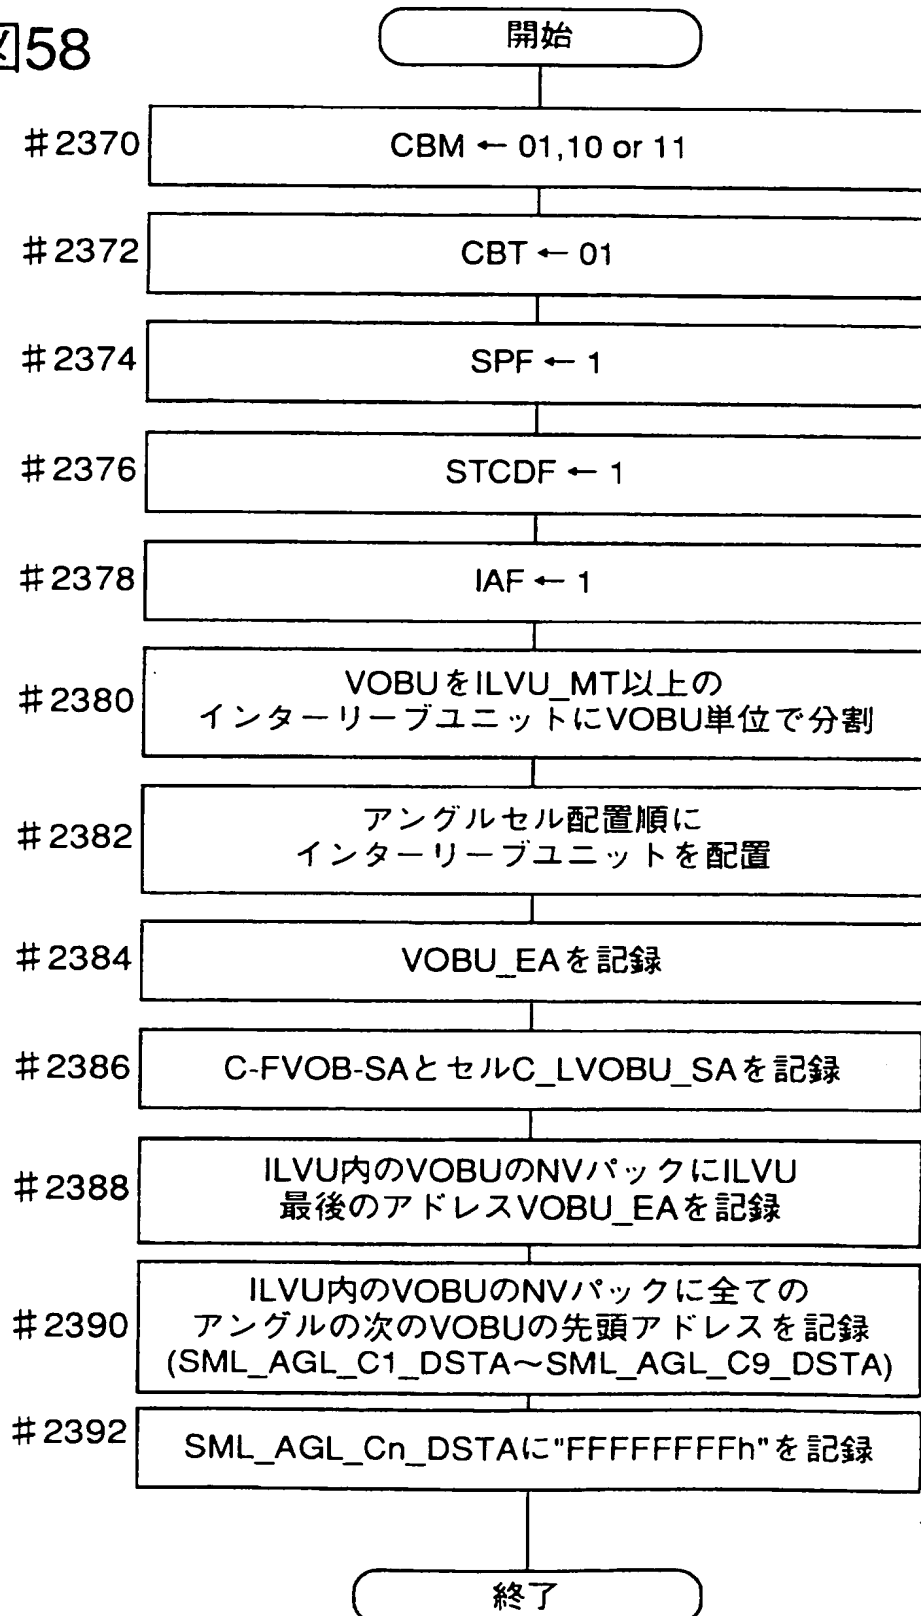 図58
開始
#2370
CBM ← 01,10 or 11
#2372
CBT ← 01
#2374
SPF ← 1
#2376
STCDF ← 1
#2378
IAF ← 1
#2380
VOBUをILVU_MT以上の
インターリーブユニットにVOBU単位で分割
#2382
アングルセル配置順に
インターリーブユニットを配置
#2384
VOBU_EAを記録
#2386
C-FVOB-SAとセルC_LVOBU_SAを記録
#2388
ILVU内のVOBUのNVパックにILVU
最後のアドレスVOBU_EAを記録
#2390
ILVU内のVOBUのNVパックに全ての
アングルの次のVOBUの先頭アドレスを記録
(SML_AGL_C1_DSTA～SML_AGL_C9_DSTA)
#2392
SML_AGL_Cn_DSTAに"FFFFFFFFh"を記録
終了